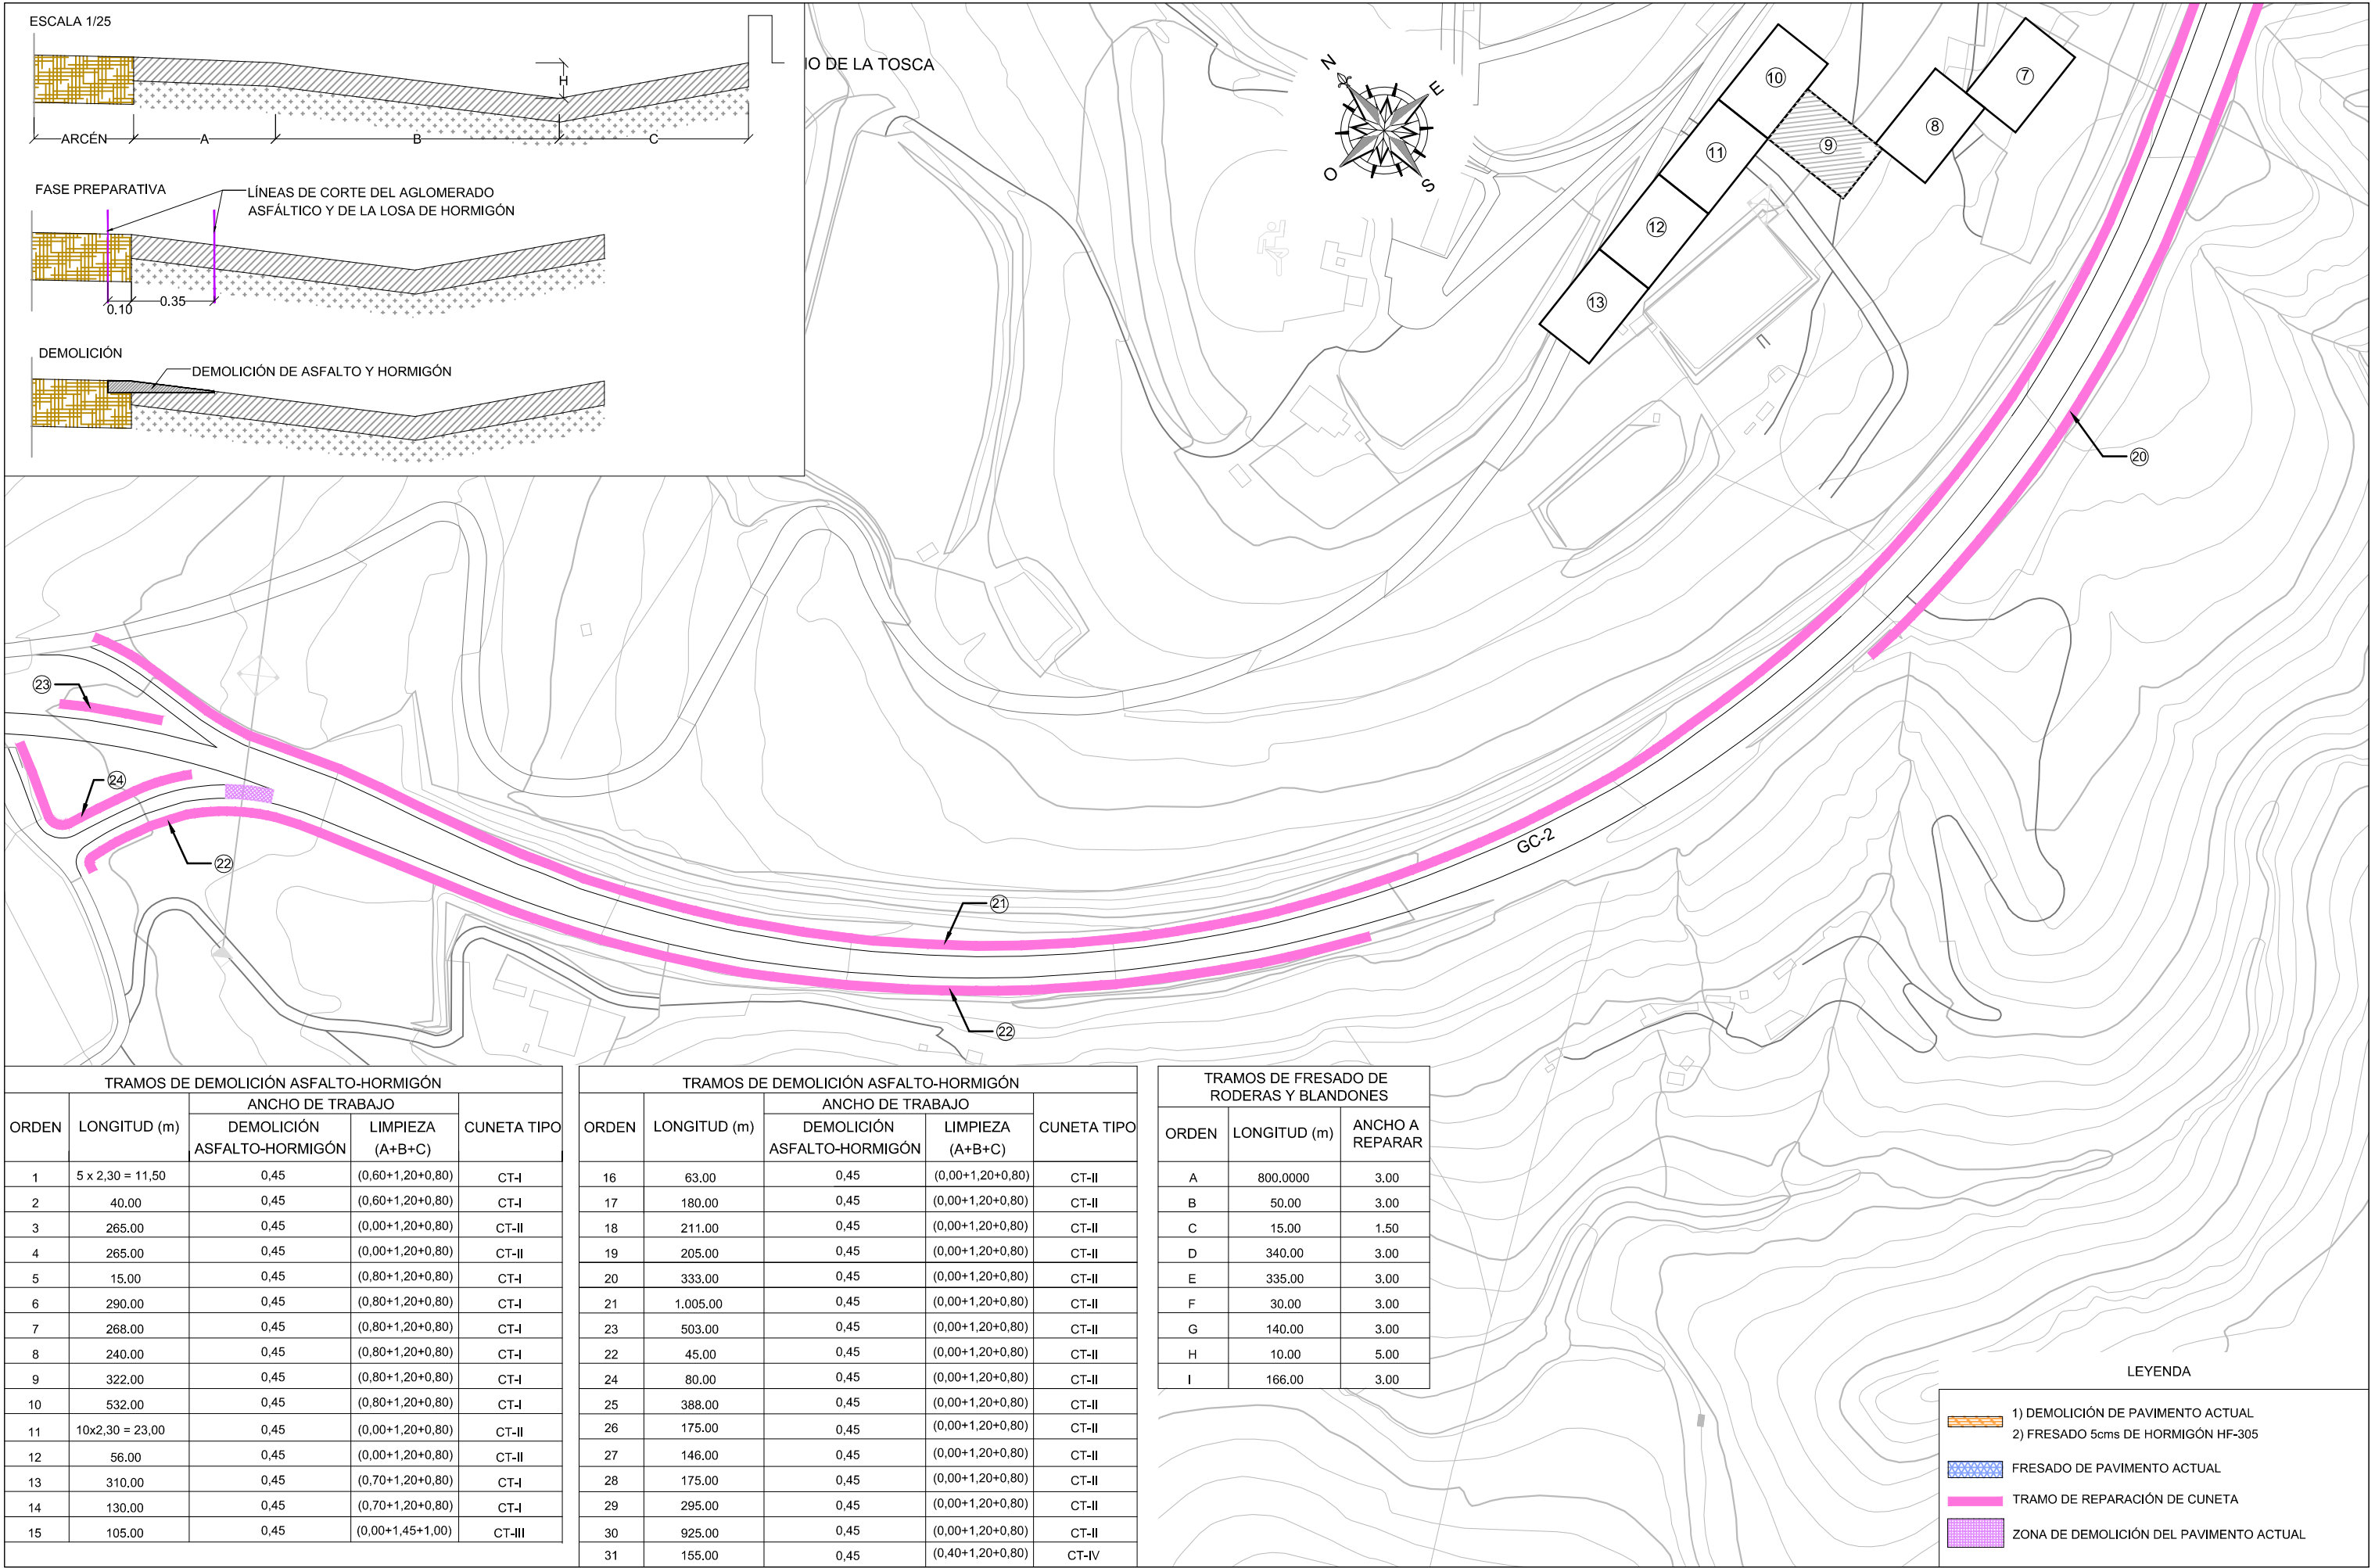 ESCALA 1/25
H
ARCÉN
A
B
C
FASE PREPARATIVA
LÍNEAS DE CORTE DEL AGLOMERADO
ASFÁLTICO Y DE LA LOSA DE HORMIGÓN
0.10
0.35
DEMOLICIÓN
DEMOLICIÓN DE ASFALTO Y HORMIGÓN
IO DE LA TOSCA
N
E
O
S
7
8
9
10
11
12
13
20
23
24
22
21
22
GC-2
TRAMOS DE DEMOLICIÓN ASFALTO-HORMIGÓN
ORDEN LONGITUD (m) ANCHO DE TRABAJO CUNETA TIPO
DEMOLICIÓN ASFALTO-HORMIGÓN LIMPIEZA (A+B+C)
1 5 x 2,30 = 11,50 0,45 (0,60+1,20+0,80) CT-I
2 40.00 0,45 (0,60+1,20+0,80) CT-I
3 265.00 0,45 (0,00+1,20+0,80) CT-II
4 265.00 0,45 (0,00+1,20+0,80) CT-II
5 15.00 0,45 (0,80+1,20+0,80) CT-I
6 290.00 0,45 (0,80+1,20+0,80) CT-I
7 268.00 0,45 (0,80+1,20+0,80) CT-I
8 240.00 0,45 (0,80+1,20+0,80) CT-I
9 322.00 0,45 (0,80+1,20+0,80) CT-I
10 532.00 0,45 (0,80+1,20+0,80) CT-I
11 10x2,30 = 23,00 0,45 (0,00+1,20+0,80) CT-II
12 56.00 0,45 (0,00+1,20+0,80) CT-II
13 310.00 0,45 (0,70+1,20+0,80) CT-I
14 130.00 0,45 (0,70+1,20+0,80) CT-I
15 105.00 0,45 (0,00+1,45+1,00) CT-III
TRAMOS DE DEMOLICIÓN ASFALTO-HORMIGÓN
ORDEN LONGITUD (m) ANCHO DE TRABAJO CUNETA TIPO
DEMOLICIÓN ASFALTO-HORMIGÓN LIMPIEZA (A+B+C)
16 63.00 0,45 (0,00+1,20+0,80) CT-II
17 180.00 0,45 (0,00+1,20+0,80) CT-II
18 211.00 0,45 (0,00+1,20+0,80) CT-II
19 205.00 0,45 (0,00+1,20+0,80) CT-II
20 333.00 0,45 (0,00+1,20+0,80) CT-II
21 1.005.00 0,45 (0,00+1,20+0,80) CT-II
23 503.00 0,45 (0,00+1,20+0,80) CT-II
22 45.00 0,45 (0,00+1,20+0,80) CT-II
24 80.00 0,45 (0,00+1,20+0,80) CT-II
25 388.00 0,45 (0,00+1,20+0,80) CT-II
26 175.00 0,45 (0,00+1,20+0,80) CT-II
27 146.00 0,45 (0,00+1,20+0,80) CT-II
28 175.00 0,45 (0,00+1,20+0,80) CT-II
29 295.00 0,45 (0,00+1,20+0,80) CT-II
30 925.00 0,45 (0,00+1,20+0,80) CT-II
31 155.00 0,45 (0,40+1,20+0,80) CT-IV
TRAMOS DE FRESADO DE
RODERAS Y BLANDONES
ORDEN LONGITUD (m) ANCHO A REPARAR
A 800.0000 3.00
B 50.00 3.00
C 15.00 1.50
D 340.00 3.00
E 335.00 3.00
F 30.00 3.00
G 140.00 3.00
H 10.00 5.00
I 166.00 3.00
LEYENDA
1) DEMOLICIÓN DE PAVIMENTO ACTUAL
2) FRESADO 5cms DE HORMIGÓN HF-305
FRESADO DE PAVIMENTO ACTUAL
TRAMO DE REPARACIÓN DE CUNETA
ZONA DE DEMOLICIÓN DEL PAVIMENTO ACTUAL